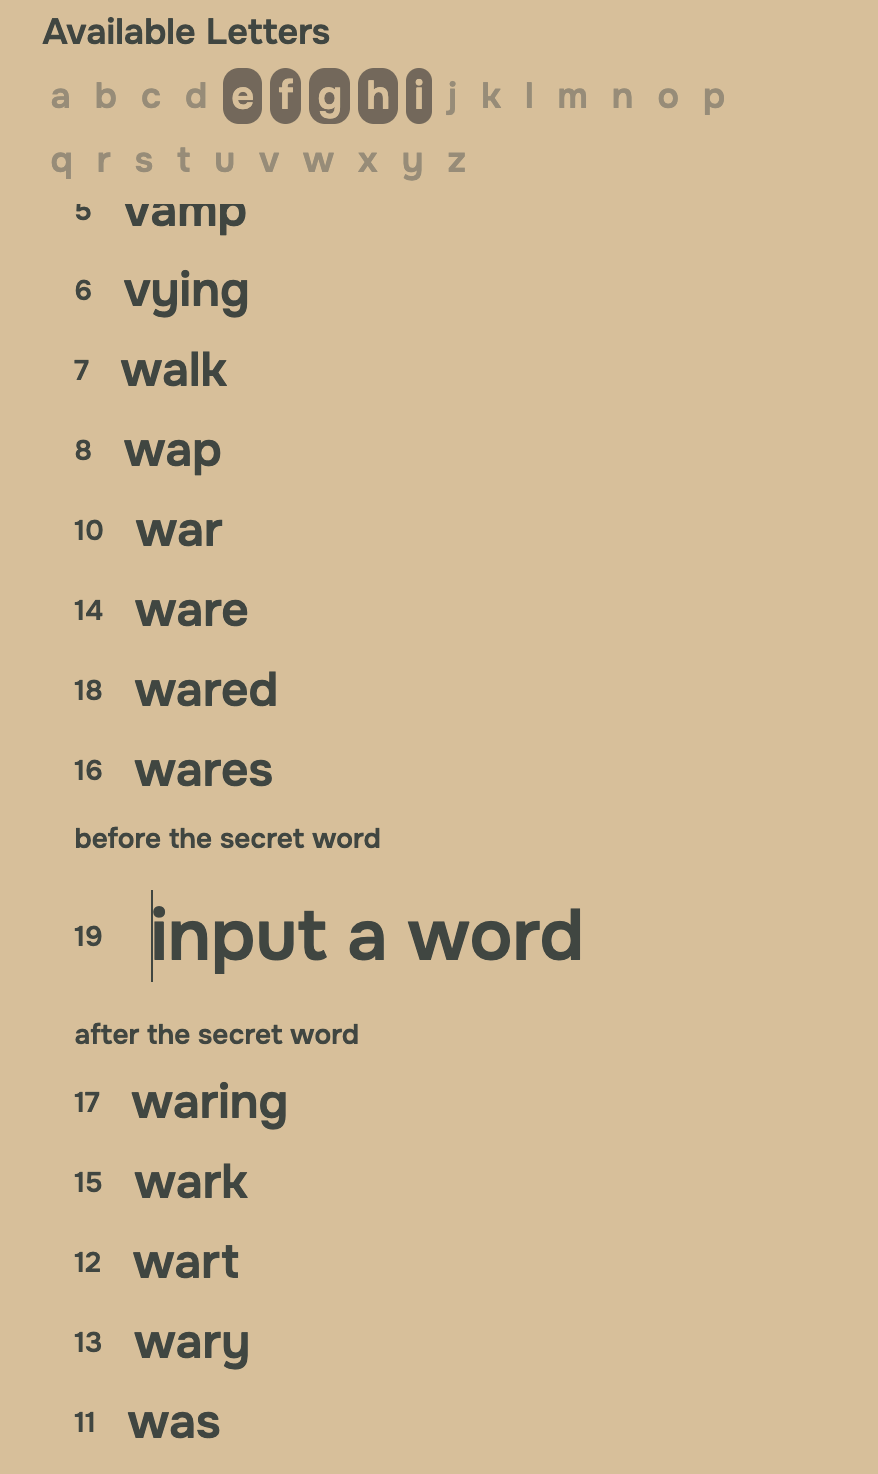 Available Letters
a b c d e f g h i j k l m n o p
q r s t u v w x y z
5 vamp
6 vying
7 walk
8 wap
10 war
14 ware
18 wared
16 wares
before the secret word
19 input a word
after the secret word
17 waring
15 wark
12 wart
13 wary
11 was